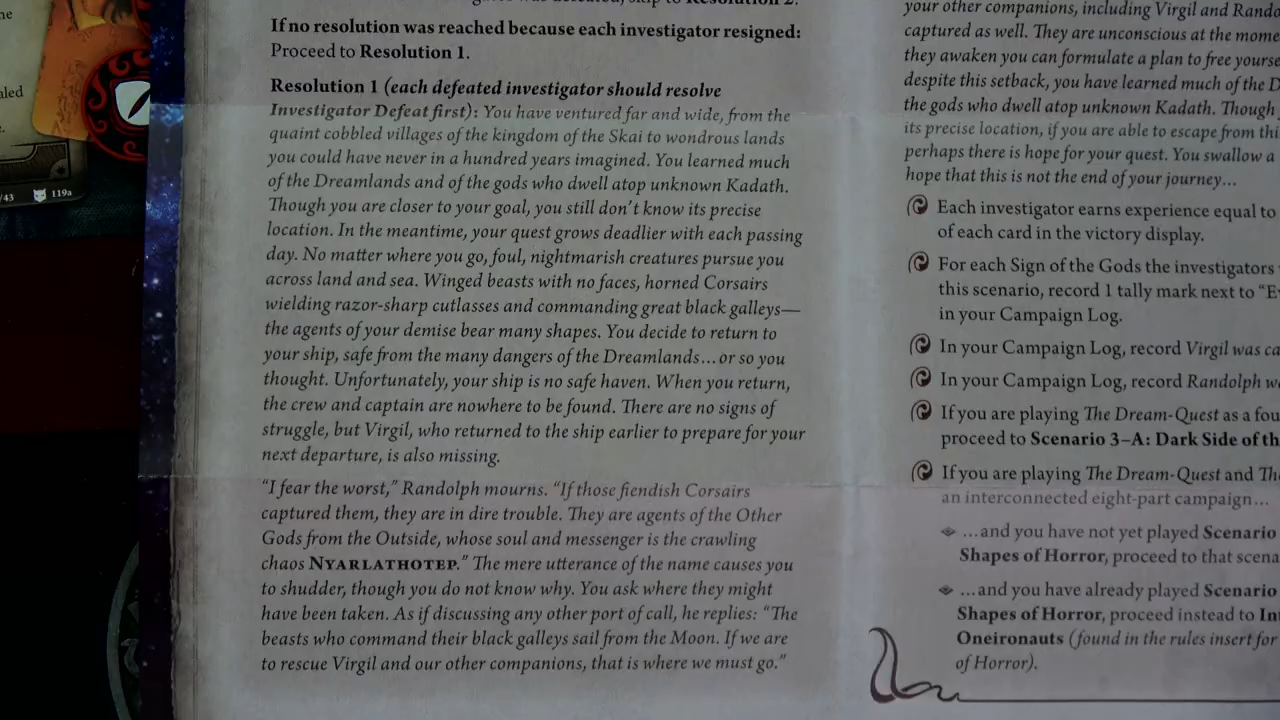 If no resolution was reached because each investigator resigned:
Proceed to Resolution 1.
Resolution 1 (each defeated investigator should resolve
Investigator Defeat first): You have ventured far and wide, from the
quaint cobbled villages of the kingdom of the Skai to wondrous lands
you could have never in a hundred years imagined. You learned much
of the Dreamlands and of the gods who dwell atop unknown Kadath.
Though you are closer to your goal, you still don't know its precise
location. In the meantime, your quest grows deadlier with each passing
day. No matter where you go, foul, nightmarish creatures pursue you
across land and sea. Winged beasts with no faces, horned Corsairs
wielding razor-sharp cutlasses and commanding great black galleys—
the agents of your demise bear many shapes. You decide to return to
your ship, safe from the many dangers of the Dreamlands…or so you
thought. Unfortunately, your ship is no safe haven. When you return,
the crew and captain are nowhere to be found. There are no signs of
struggle, but Virgil, who returned to the ship earlier to prepare for your
next departure, is also missing.
"I fear the worst," Randolph mourns. "If those fiendish Corsairs
captured them, they are in dire trouble. They are agents of the Other
Gods from the Outside, whose soul and messenger is the crawling
chaos NYARLATHOTEP." The mere utterance of the name causes you
to shudder, though you do not know why. You ask where they might
have been taken. As if discussing any other port of call, he replies: "The
beasts who command their black galleys sail from the Moon. If we are
to rescue Virgil and our other companions, that is where we must go."
your other companions, including Virgil and Rando
captured as well. They are unconscious at the mome
they awaken you can formulate a plan to free yourse
despite this setback, you have learned much of the D
the gods who dwell atop unknown Kadath. Though
its precise location, if you are able to escape from thi
perhaps there is hope for your quest. You swallow a
hope that this is not the end of your journey…
Each investigator earns experience equal to
of each card in the victory display.
For each Sign of the Gods the investigators
this scenario, record 1 tally mark next to "E
in your Campaign Log.
In your Campaign Log, record Virgil was ca
In your Campaign Log, record Randolph w
If you are playing The Dream-Quest as a fou
proceed to Scenario 3–A: Dark Side of th
If you are playing The Dream-Quest and The
an interconnected eight-part campaign…
…and you have not yet played Scenario
Shapes of Horror, proceed to that scena
…and you have already played Scenario
Shapes of Horror, proceed instead to In
Oneironauts (found in the rules insert for
of Horror).
/43 119a